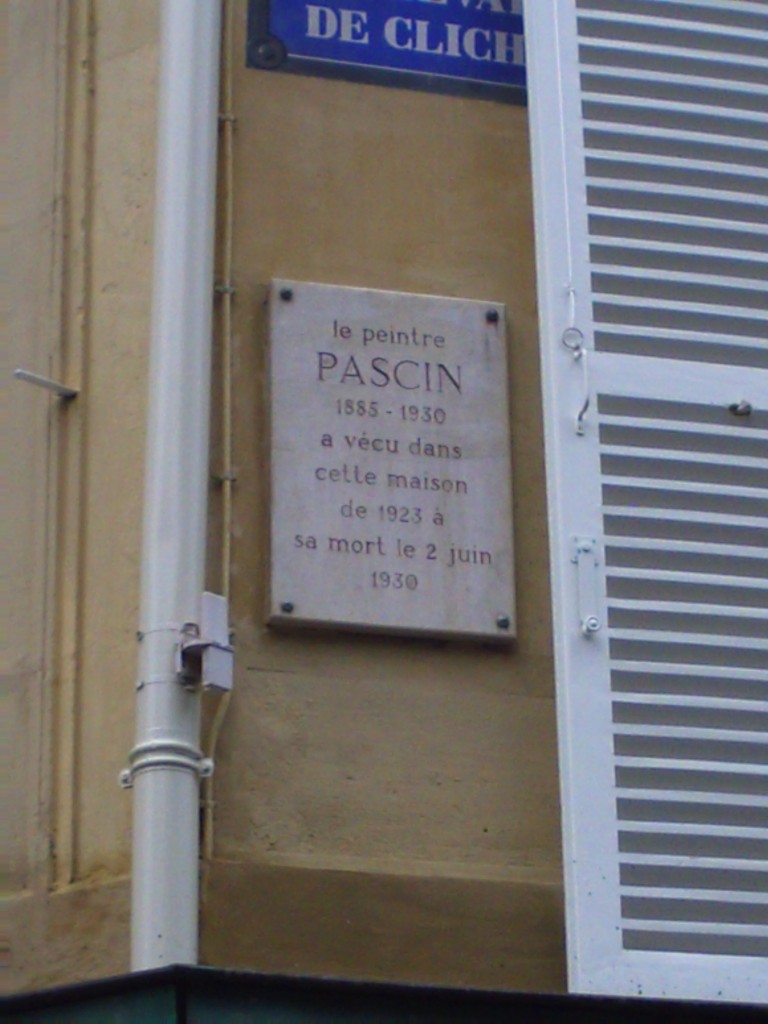 DE CLICH
le peintre
PASCIN
1885 - 1930
a vécu dans
cette maison
de 1923 à
sa mort le 2 juin
1930